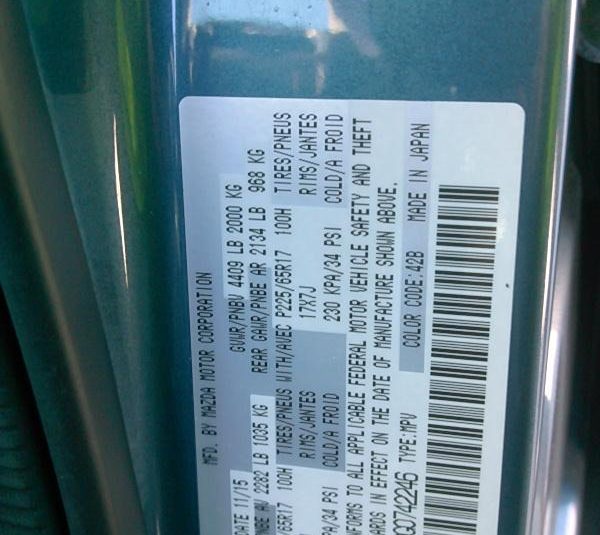 MFD. BY MAZDA MOTOR CORPORATION
DATE 11/15 GVWR/PNBV 4409 LB 2000 KG
2282 LB 1035 KG REAR GAWR/PNBE AR 2134 LB 968 KG
65R17 100H TIRES/PNEUS WITH/AVEC P225/65R17 100H TIRES/PNEUS
RIMS/JANTES 17X7J RIMS/JANTES
KPA/34 PSI COLD/A FROID 230 KPA/34 PSI COLD/A FROID
TO ALL APPLICABLE FEDERAL MOTOR VEHICLE SAFETY AND THEFT
IN EFFECT ON THE DATE OF MANUFACTURE SHOWN ABOVE.
G0742246 TYPE:MPV COLOR CODE:42B MADE IN JAPAN